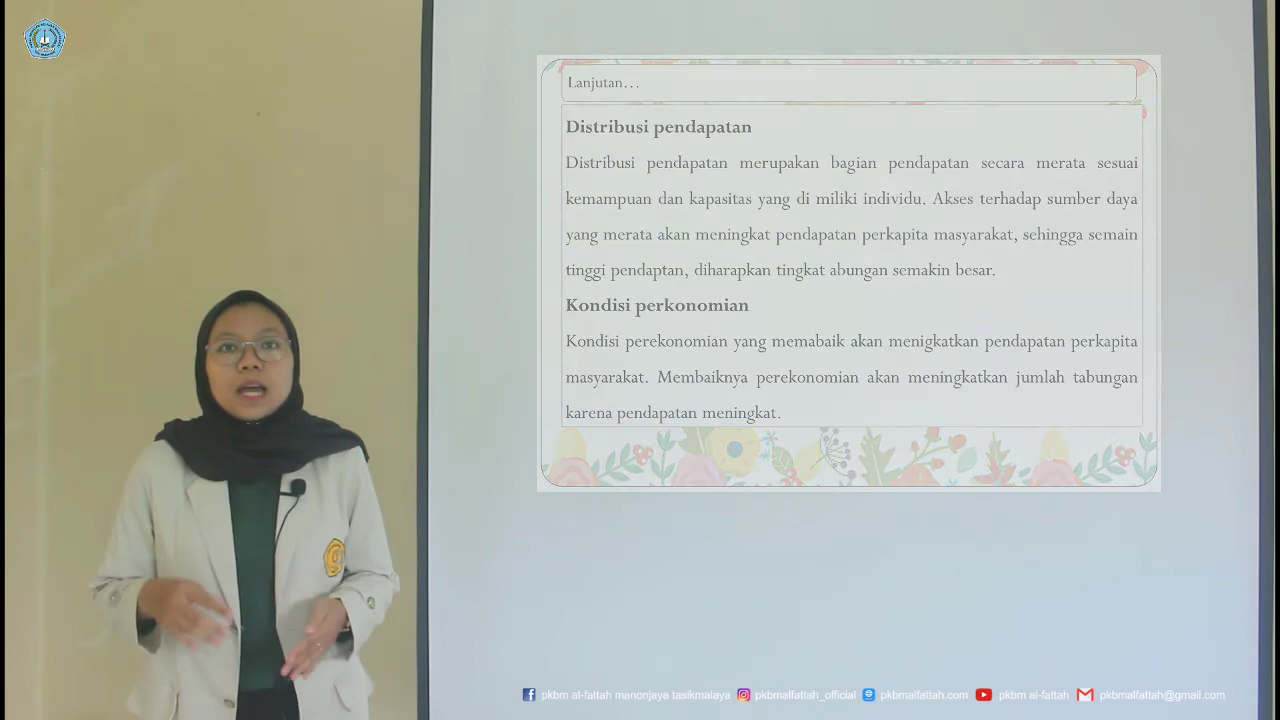 Lanjutan...
Distribusi pendapatan
Distribusi pendapatan merupakan bagian pendapatan secara merata sesuai
kemampuan dan kapasitas yang di miliki individu. Akses terhadap sumber daya
yang merata akan meningkat pendapatan perkapita masyarakat, sehingga semain
tinggi pendaptan, diharapkan tingkat abungan semakin besar.
Kondisi perkonomian
Kondisi perekonomian yang memabaik akan menigkatkan pendapatan perkapita
masyarakat. Membaiknya perekonomian akan meningkatkan jumlah tabungan
karena pendapatan meningkat.
pkbm al-fattah manonjaya tasikmalaya pkbmalfattah_official pkbmalfattah.com pkbm al-fattah pkbmalfattah@gmail.com